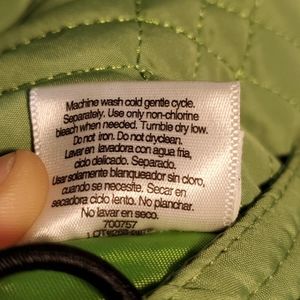 Machine wash cold gentle cycle.
Separately. Use only non-chlorine
bleach when needed. Tumble dry low.
Do not iron. Do not dryclean.
Lavar en lavadora con agua fria,
ciclo delicado. Separado.
Usar solamente blanqueador sin cloro,
cuando se necesite. Secar en
secadora ciclo lento. No planchar.
No lavar en seco.
700757